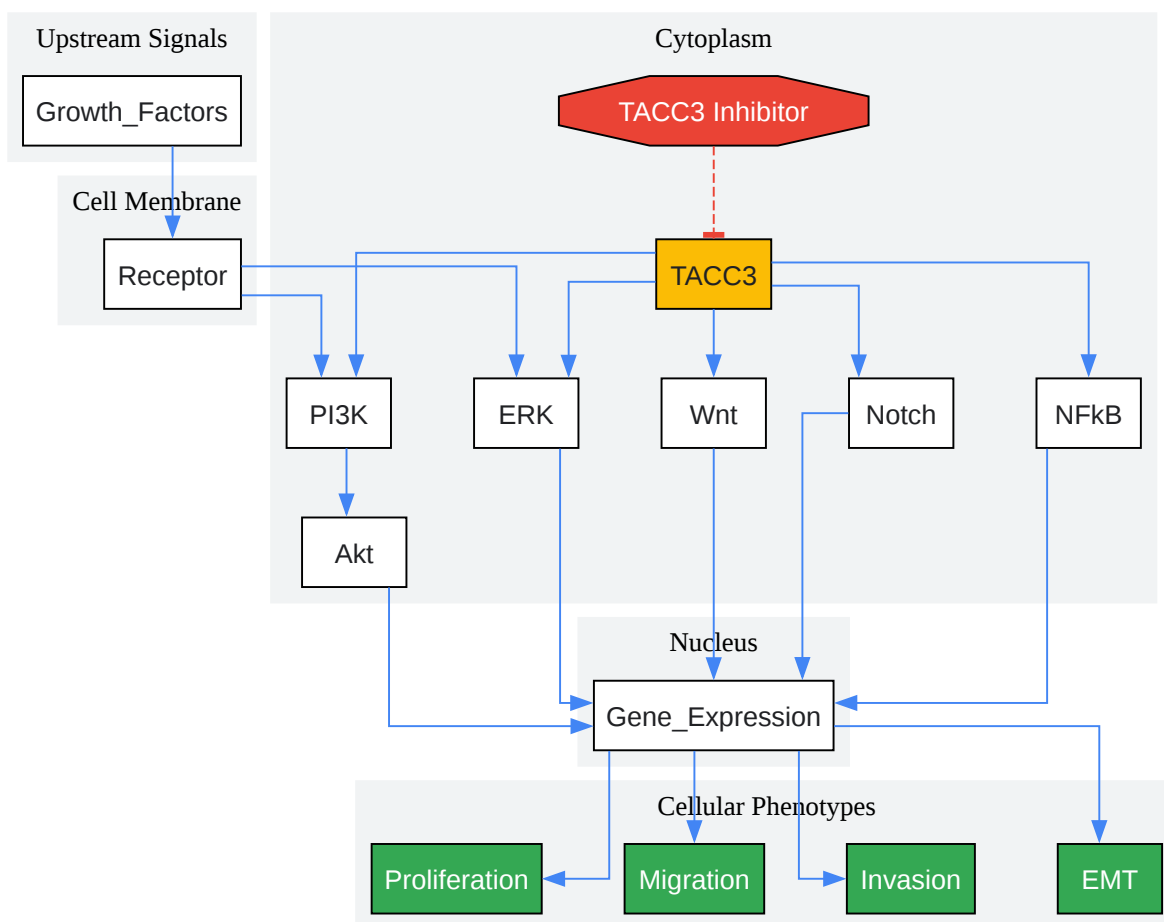 Upstream Signals
Cytoplasm
Growth_Factors
TACC3 Inhibitor
Cell Membrane
Receptor
TACC3
PI3K
ERK
Wnt
Notch
NFkB
Akt
Nucleus
Gene_Expression
Cellular Phenotypes
Proliferation
Migration
Invasion
EMT